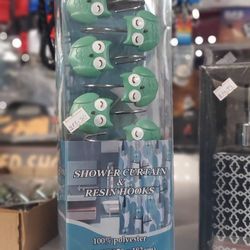 SHOWER CURTAIN
&
RESIN HOOKS
100% polyester